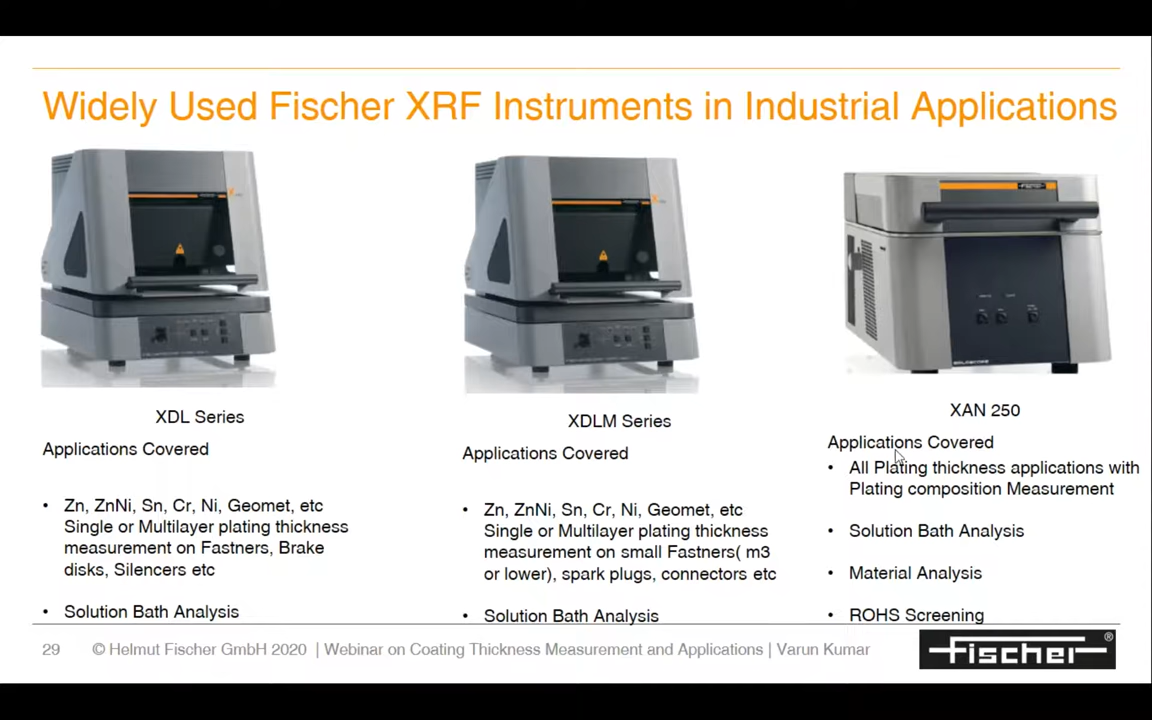 Widely Used Fischer XRF Instruments in Industrial Applications
XDL Series
Applications Covered
• Zn, ZnNi, Sn, Cr, Ni, Geomet, etc
Single or Multilayer plating thickness
measurement on Fastners, Brake
disks, Silencers etc
• Solution Bath Analysis
XDLM Series
Applications Covered
• Zn, ZnNi, Sn, Cr, Ni, Geomet, etc
Single or Multilayer plating thickness
measurement on small Fastners( m3
or lower), spark plugs, connectors etc
• Solution Bath Analysis
fischer
XAN 250
Applications Covered
• All Plating thickness applications with
Plating composition Measurement
• Solution Bath Analysis
• Material Analysis
• ROHS Screening
29 © Helmut Fischer GmbH 2020 | Webinar on Coating Thickness Measurement and Applications | Varun Kumar
fischer®